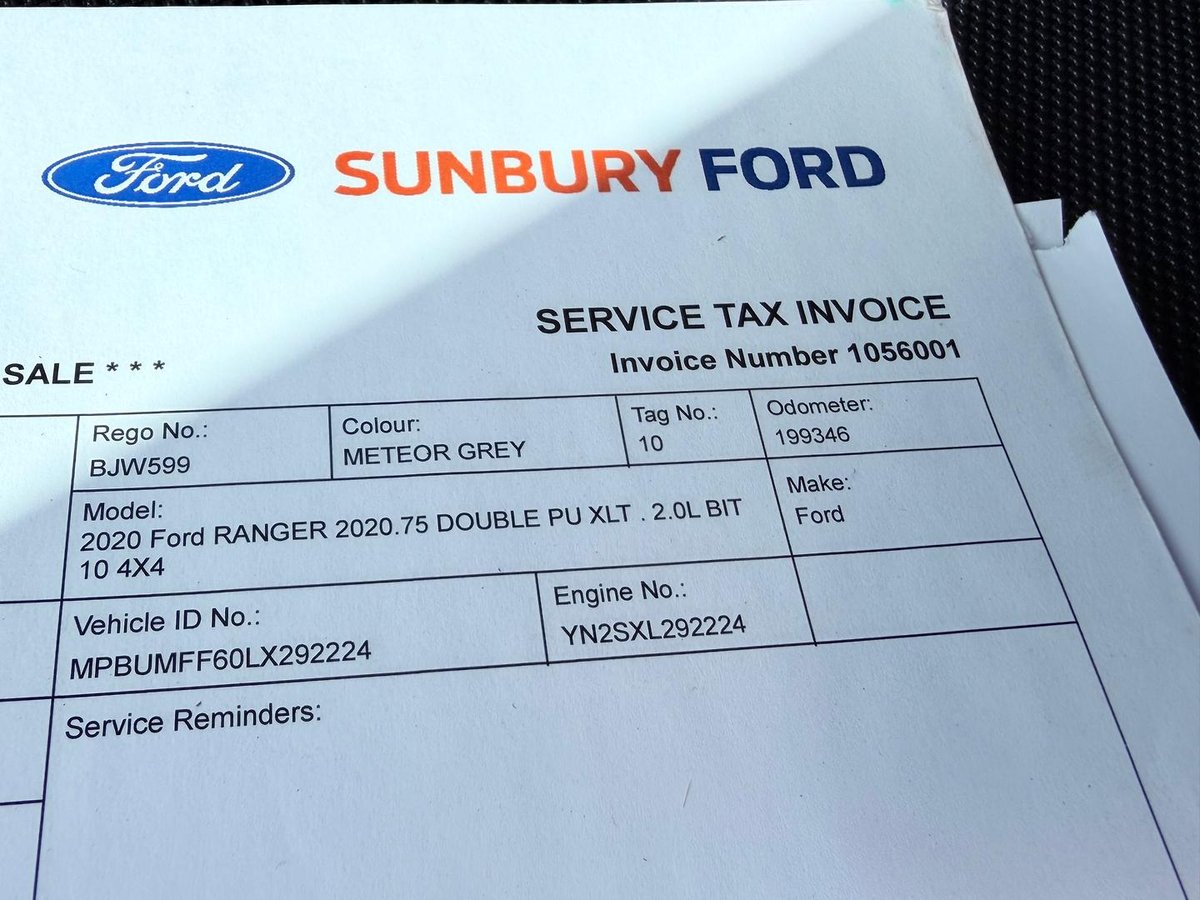 Ford SUNBURY FORD
SERVICE TAX INVOICE
Invoice Number 1056001
SALE * * *
Rego No.: Colour: Tag No.: Odometer:
BJW599 METEOR GREY 10 199346
Model: Make:
2020 Ford RANGER 2020.75 DOUBLE PU XLT . 2.0L BIT Ford
10 4X4
Vehicle ID No.: Engine No.:
MPBUMFF60LX292224 YN2SXL292224
Service Reminders: